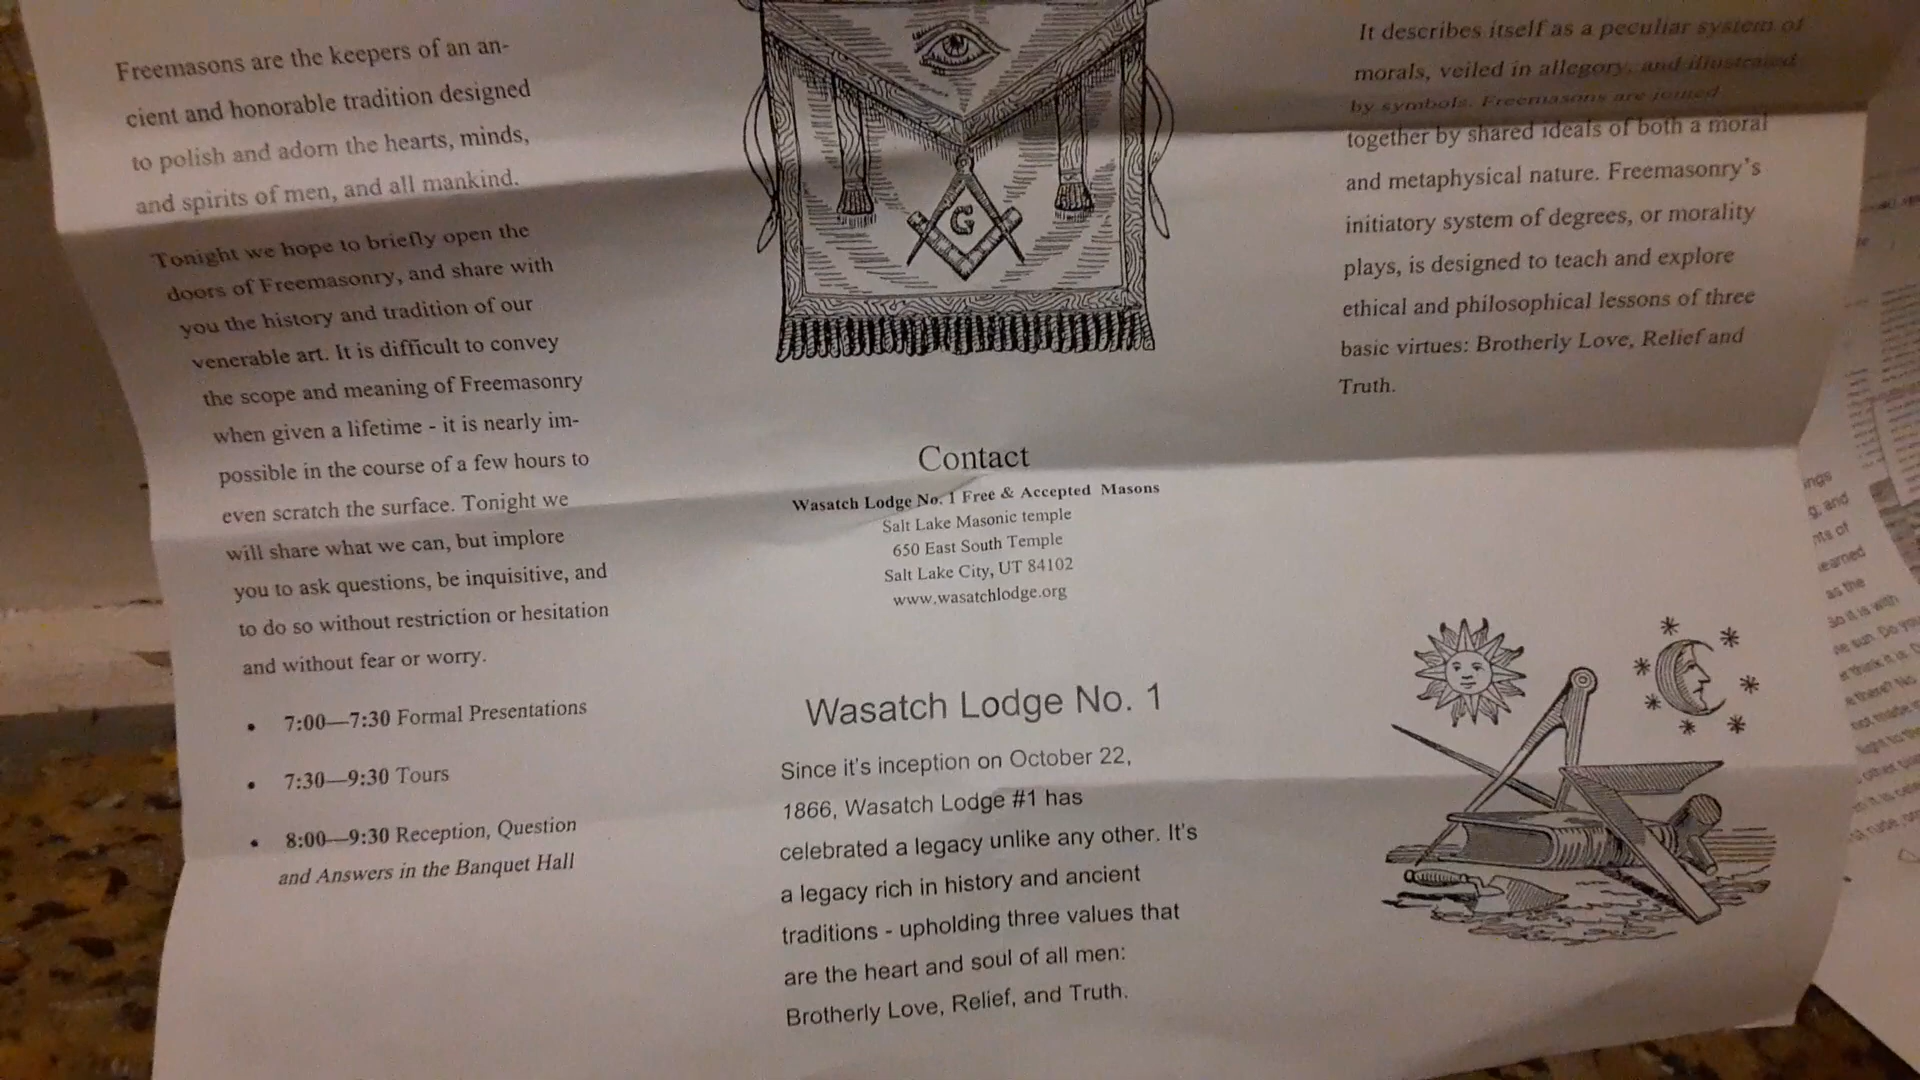 Freemasons are the keepers of an an-
cient and honorable tradition designed
to polish and adorn the hearts, minds,
and spirits of men, and all mankind.
Tonight we hope to briefly open the
doors of Freemasonry, and share with
you the history and tradition of our
venerable art. It is difficult to convey
the scope and meaning of Freemasonry
when given a lifetime - it is nearly im-
possible in the course of a few hours to
even scratch the surface. Tonight we
will share what we can, but implore
you to ask questions, be inquisitive, and
to do so without restriction or hesitation
and without fear or worry.
• 7:00—7:30 Formal Presentations
• 7:30—9:30 Tours
• 8:00—9:30 Reception, Question
and Answers in the Banquet Hall
G
Contact
Wasatch Lodge No. 1 Free & Accepted Masons
Salt Lake Masonic temple
650 East South Temple
Salt Lake City, UT 84102
www.wasatchlodge.org
Wasatch Lodge No. 1
Since it's inception on October 22,
1866, Wasatch Lodge #1 has
celebrated a legacy unlike any other. It's
a legacy rich in history and ancient
traditions - upholding three values that
are the heart and soul of all men:
Brotherly Love, Relief, and Truth.
It describes itself as a peculiar system of
morals, veiled in allegory, and illustrated
by symbols. Freemasons are joined
together by shared ideals of both a moral
and metaphysical nature. Freemasonry's
initiatory system of degrees, or morality
plays, is designed to teach and explore
ethical and philosophical lessons of three
basic virtues: Brotherly Love, Relief and
Truth.
and
as the